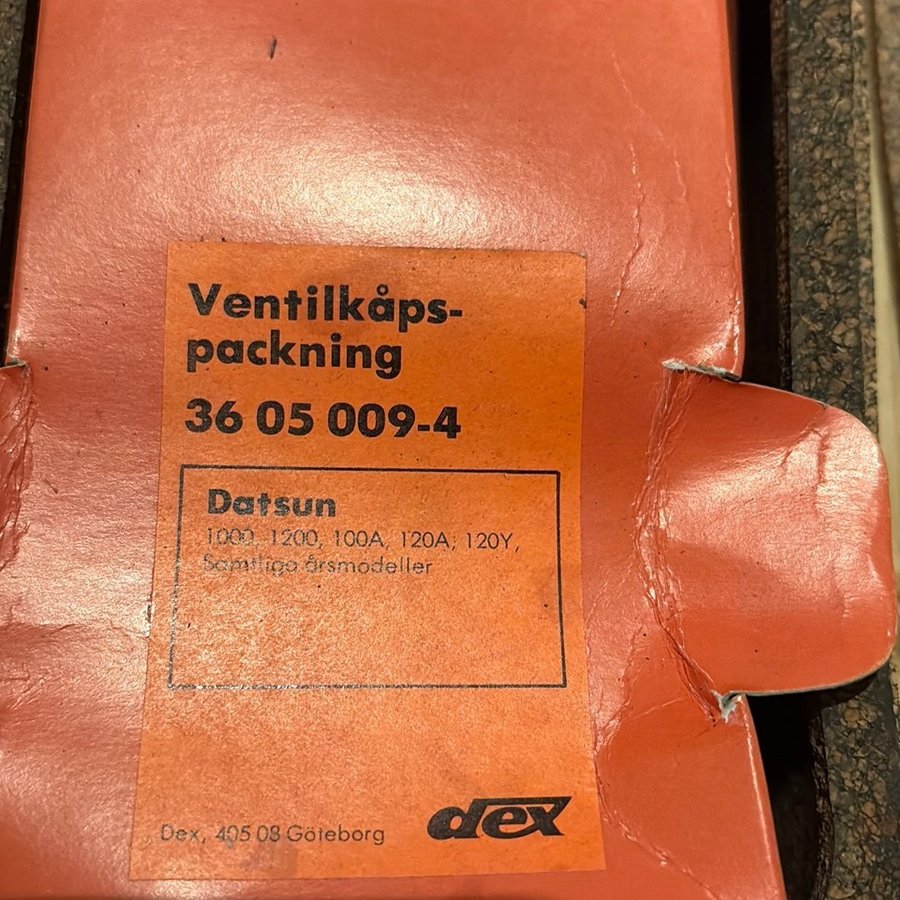 Ventilkåps-
packning
36 05 009-4
Datsun
1000, 1200, 100A, 120A, 120Y,
Samtliga årsmodeller
Dex, 405 08 Göteborg
dex